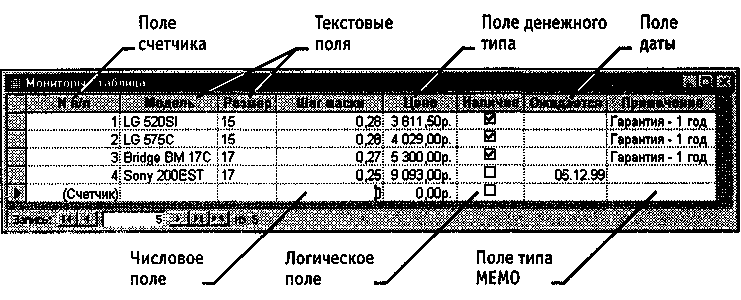 Поле счетчика
Текстовые поля
Поле денежного типа
Поле даты
Мониторы: таблица
N б/п Модель Размер Шаг маски Цена Наличие Ожидается Примечание
1 LG 520SI 15 0,28 3 811,50р. Гарантия - 1 год
2 LG 575C 15 0,28 4 029,00р. Гарантия - 1 год
3 Bridge BM 17C 17 0,27 5 300,00р. Гарантия - 1 год
4 Sony 200EST 17 0,25 9 093,00р. 05.12.99
(Счетчик) 0,00р.
Запись: 5 из 5
Числовое поле
Логическое поле
Поле типа MEMO